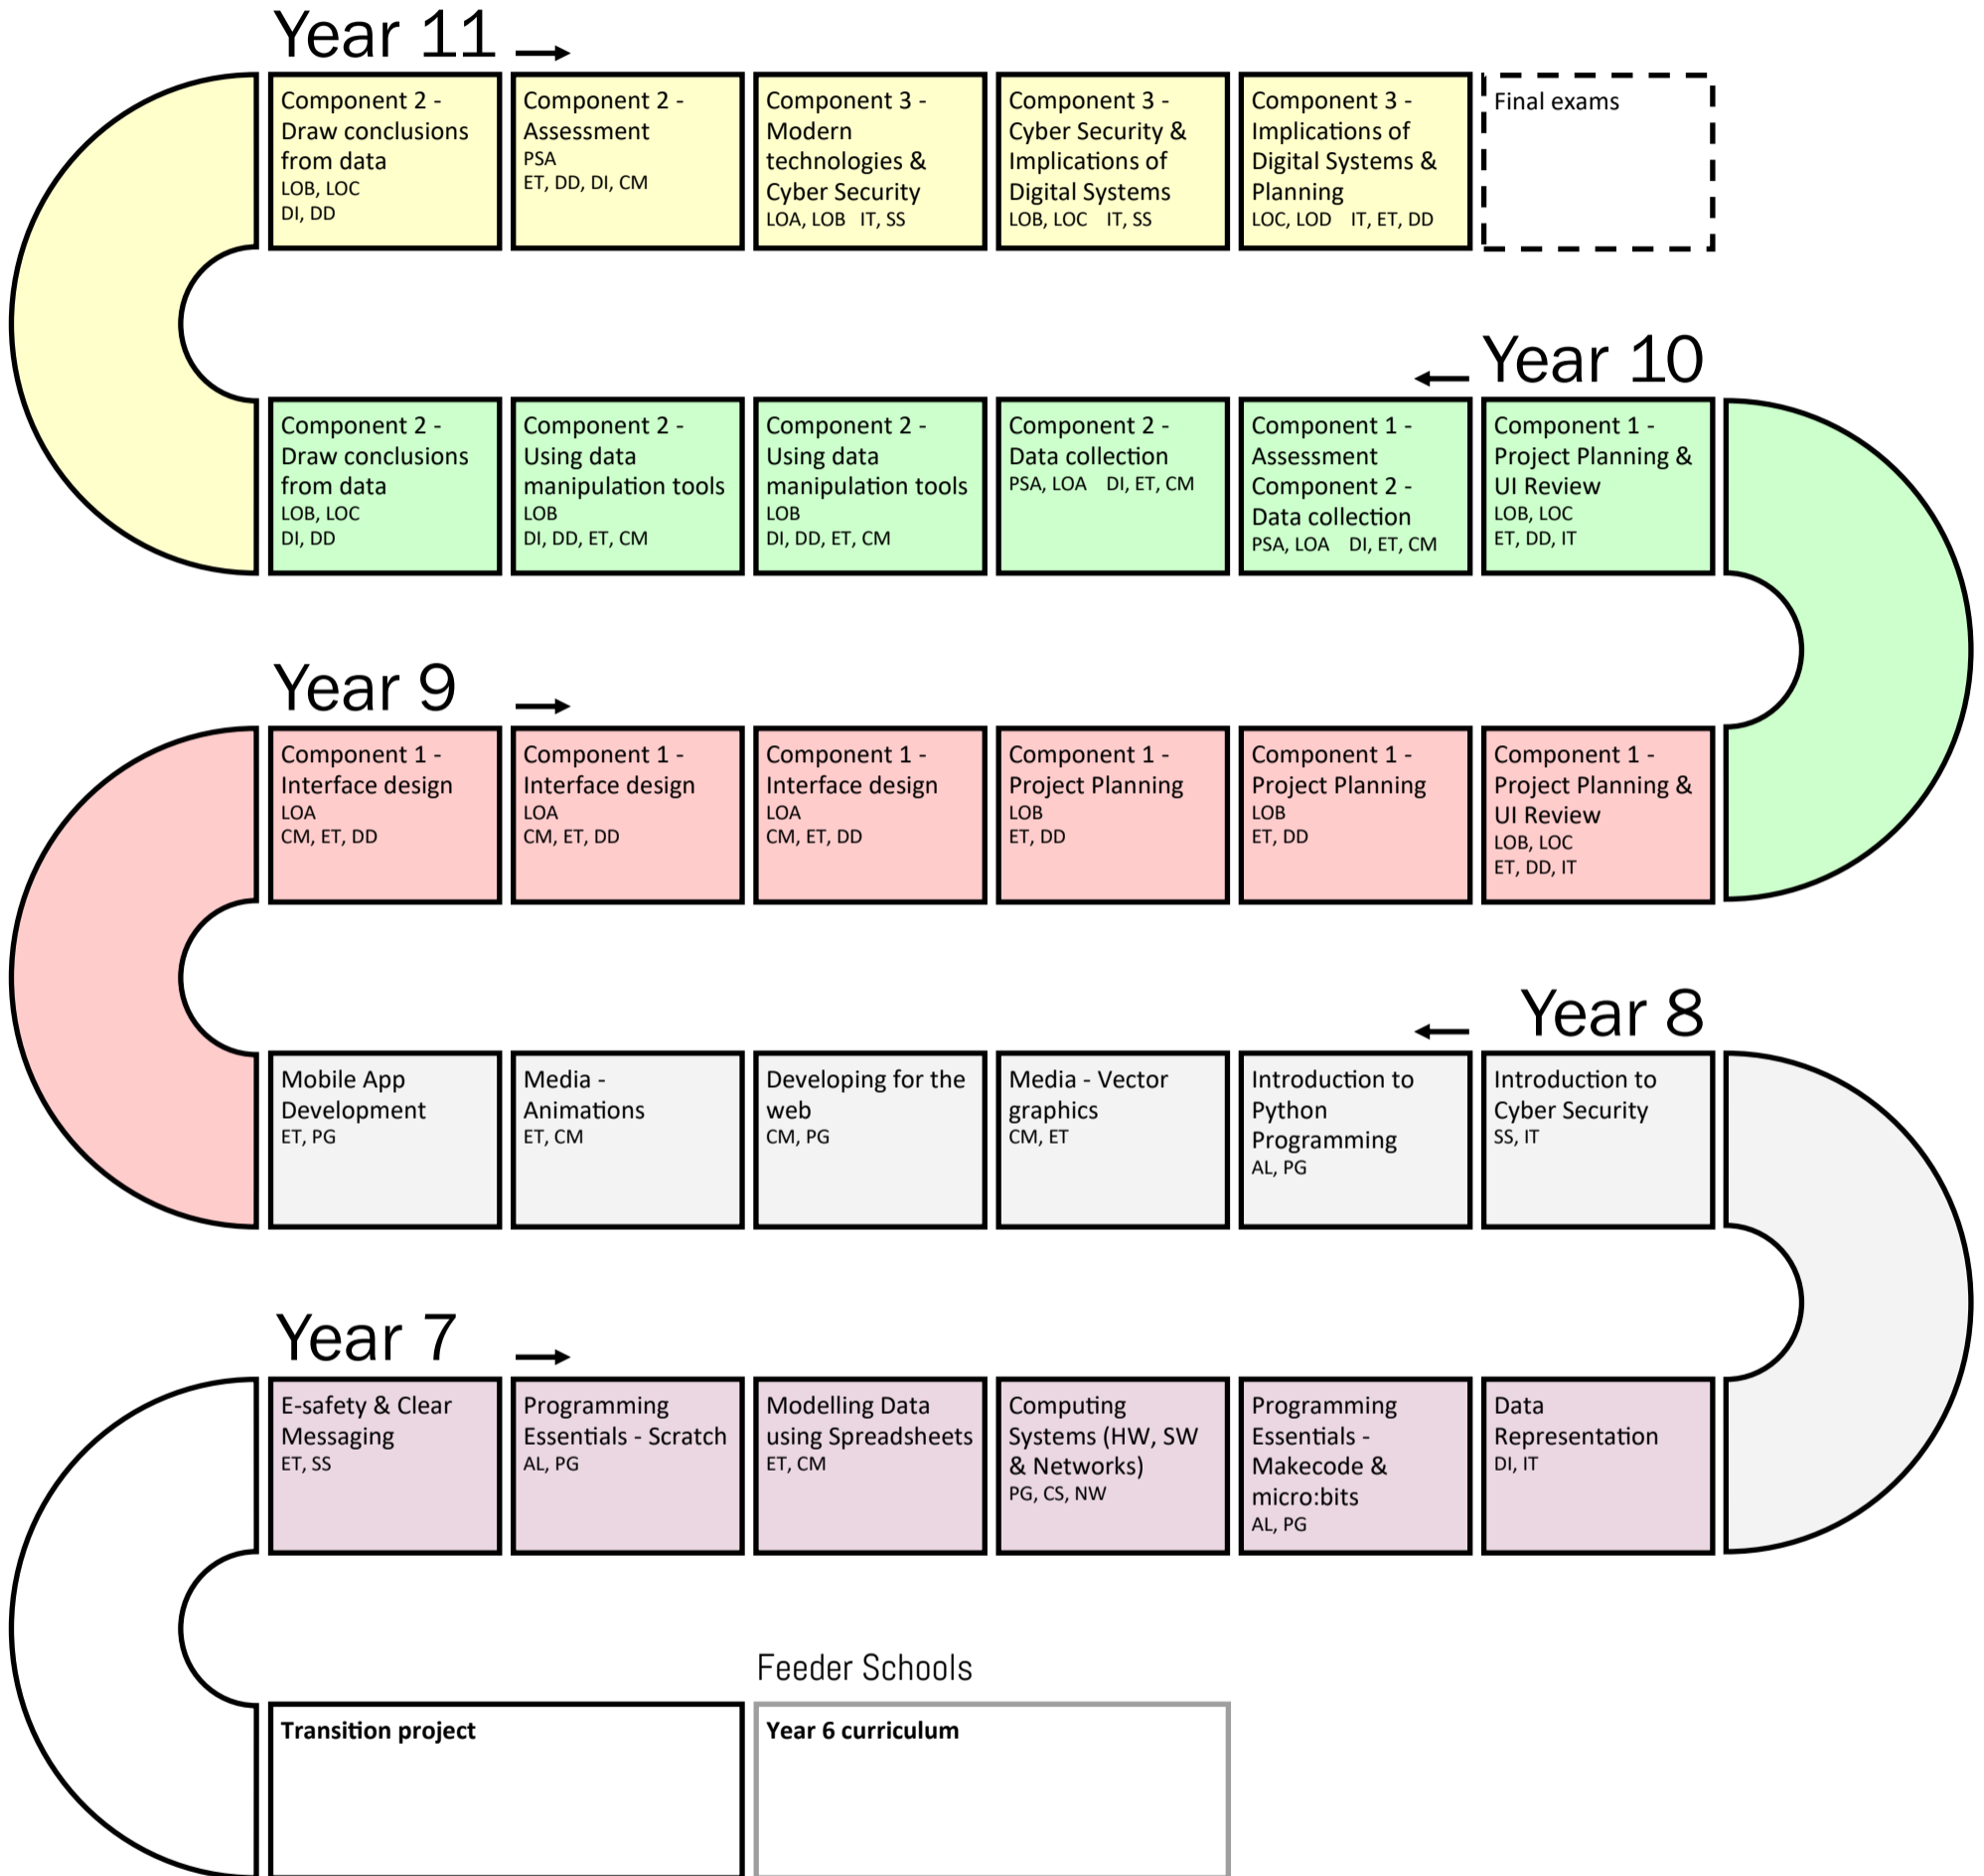 Year 11
Component 2 -
Draw conclusions
from data
LOB, LOC
DI, DD
Component 2 -
Assessment
PSA
ET, DD, DI, CM
Component 3 -
Modern
technologies &
Cyber Security
LOA, LOB IT, SS
Component 3 -
Cyber Security &
Implications of
Digital Systems
LOB, LOC IT, SS
Component 3 -
Implications of
Digital Systems &
Planning
LOC, LOD IT, ET, DD
Final exams
Year 10
Component 2 -
Draw conclusions
from data
LOB, LOC
DI, DD
Component 2 -
Using data
manipulation tools
LOB
DI, DD, ET, CM
Component 2 -
Using data
manipulation tools
LOB
DI, DD, ET, CM
Component 2 -
Data collection
PSA, LOA DI, ET, CM
Component 1 -
Assessment
Component 2 -
Data collection
PSA, LOA DI, ET, CM
Component 1 -
Project Planning &
UI Review
LOB, LOC
ET, DD, IT
Year 9
Component 1 -
Interface design
LOA
CM, ET, DD
Component 1 -
Interface design
LOA
CM, ET, DD
Component 1 -
Interface design
LOA
CM, ET, DD
Component 1 -
Project Planning
LOB
ET, DD
Component 1 -
Project Planning
LOB
ET, DD
Component 1 -
Project Planning &
UI Review
LOB, LOC
ET, DD, IT
Year 8
Mobile App
Development
ET, PG
Media -
Animations
ET, CM
Developing for the
web
CM, PG
Media - Vector
graphics
CM, ET
Introduction to
Python
Programming
AL, PG
Introduction to
Cyber Security
SS, IT
Year 7
E-safety & Clear
Messaging
ET, SS
Programming
Essentials - Scratch
AL, PG
Modelling Data
using Spreadsheets
ET, CM
Computing
Systems (HW, SW
& Networks)
PG, CS, NW
Programming
Essentials -
Makecode &
micro:bits
AL, PG
Data
Representation
DI, IT
Feeder Schools
Transition project
Year 6 curriculum